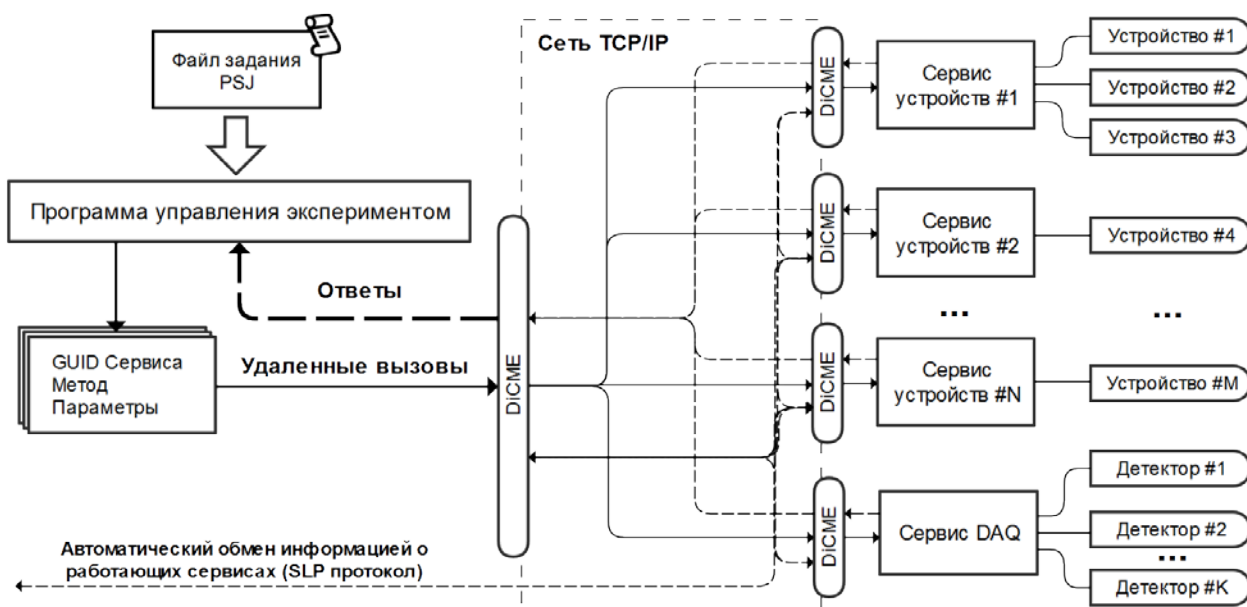 Файл задания
PSJ
Программа управления экспериментом
Ответы
GUID Сервиса
Метод
Параметры
Удаленные вызовы
DiCME
Автоматический обмен информацией о
работающих сервисах (SLP протокол)
Сеть TCP/IP
DiCME
Сервис
устройств #1
Устройство #1
Устройство #2
Устройство #3
DiCME
Сервис
устройств #2
Устройство #4
...
...
DiCME
Сервис
устройств #N
Устройство #M
DiCME
Сервис DAQ
Детектор #1
Детектор #2
...
Детектор #K